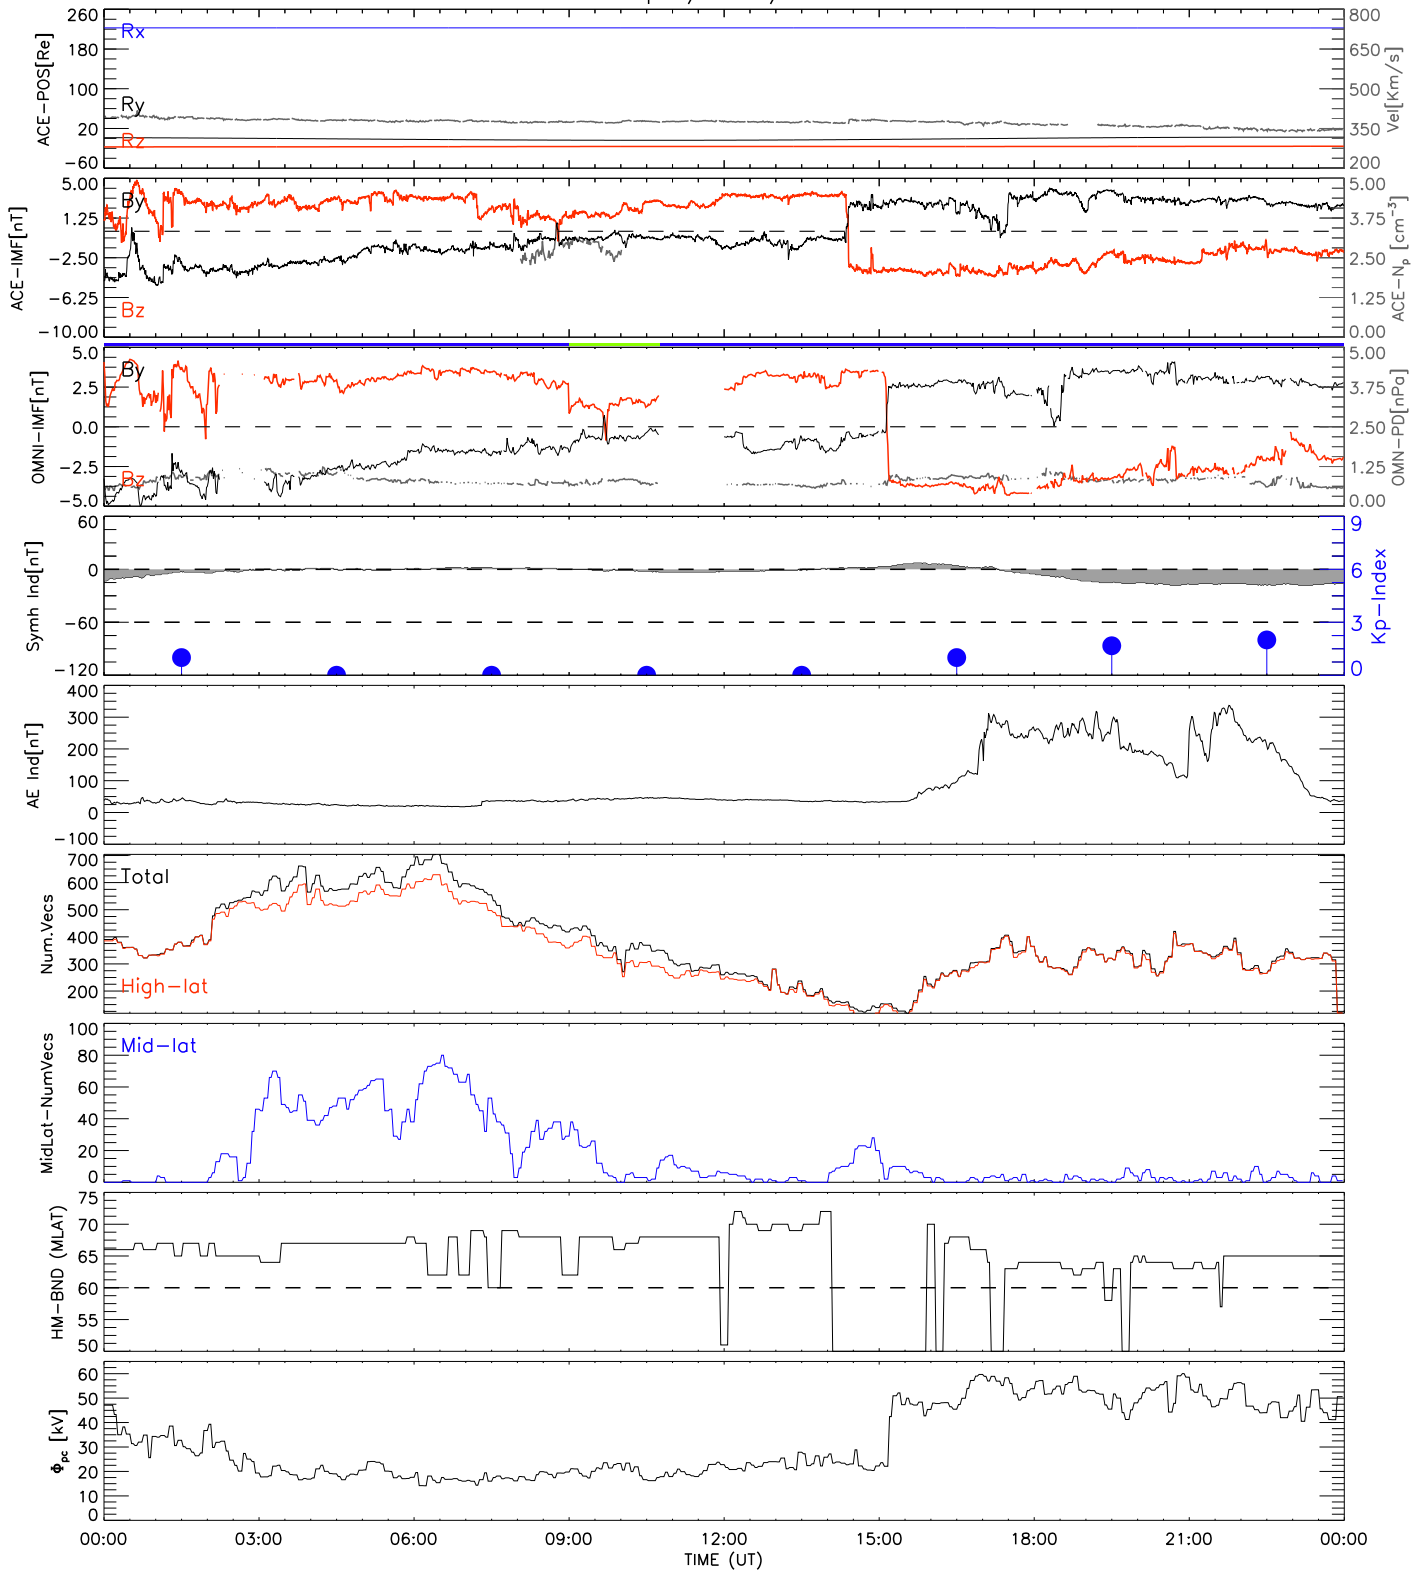 260
180
100
20
−60
ACE−POS[Re]
Rx
Ry
Rz
800
650
500
350
200
Vel[Km/s]
5.00
1.25
−2.50
−6.25
−10.00
ACE−IMF[nT]
By
Bz
5.00
3.75
2.50
1.25
0.00
ACE−Np [cm−3]
5.0
2.5
0.0
−2.5
−5.0
OMNI−IMF[nT]
By
Bz
5.00
3.75
2.50
1.25
0.00
OMN−PD[nPa]
60
0
−60
−120
Symh Ind[nT]
9
6
3
0
Kp−Index
400
300
200
100
0
−100
AE Ind[nT]
700
600
500
400
300
200
Num.Vecs
Total
High−lat
100
80
60
40
20
0
MidLat−NumVecs
Mid−lat
75
70
65
60
55
50
HM−BND (MLAT)
60
50
40
30
20
10
0
Φpc [kV]
00:00 03:00 06:00 09:00 12:00 15:00 18:00 21:00 00:00
TIME (UT)